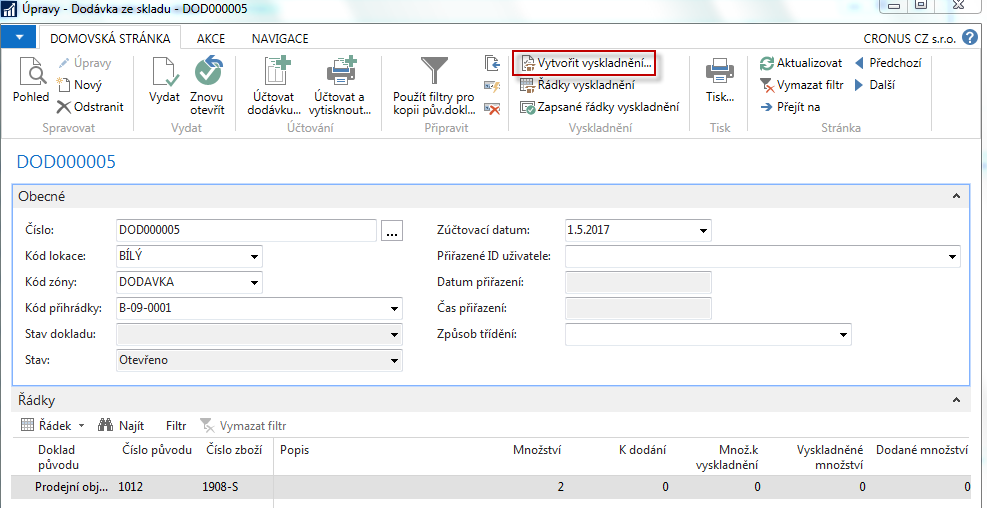 Úpravy - Dodávka ze skladu - DOD000005
DOMOVSKÁ STRÁNKA AKCE NAVIGACE CRONUS CZ s.r.o.
Pohled
Úpravy
Nový
Odstranit
Spravovat
Vydat
Znovu otevřít
Vydat
Účtovat dodávku...
Účtovat a vytisknout...
Účtování
Použít filtry pro kopii pův.dokl...
Připravit
Vytvořit vyskladnění...
Řádky vyskladnění
Zapsané řádky vyskladnění
Vyskladnění
Tisk...
Tisk
Aktualizovat
Vymazat filtr
Přejít na
Předchozí
Další
Stránka
DOD000005
Obecné
Číslo: DOD000005 ...
Kód lokace: BÍLÝ
Kód zóny: DODAVKA
Kód přihrádky: B-09-0001
Stav dokladu:
Stav: Otevřeno
Zúčtovací datum: 1.5.2017
Přiřazené ID uživatele:
Datum přiřazení:
Čas přiřazení:
Způsob třídění:
Řádky
Řádek Najít Filtr Vymazat filtr
Doklad původu Číslo původu Číslo zboží Popis Množství K dodání Množ.k vyskladnění Vyskladněné množství Dodané množství
Prodejní obj... 1012 1908-S 2 0 0 0 0